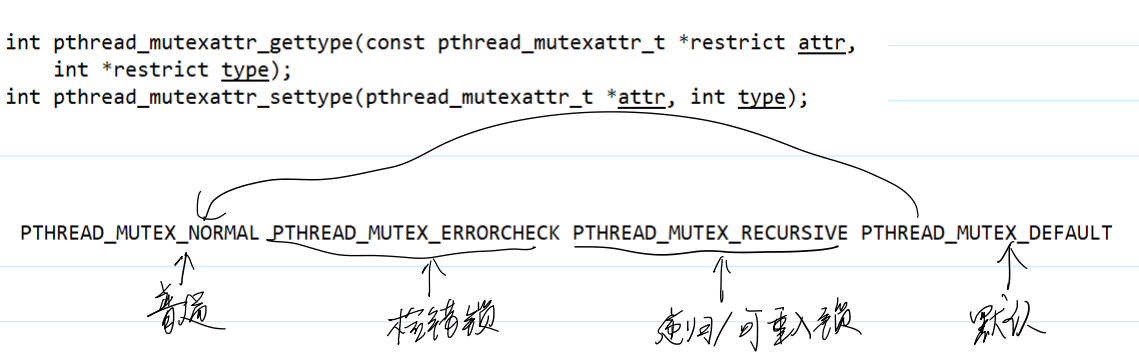 int pthread_mutexattr_gettype(const pthread_mutexattr_t *restrict attr,
int *restrict type);
int pthread_mutexattr_settype(pthread_mutexattr_t *attr, int type);
PTHREAD_MUTEX_NORMAL PTHREAD_MUTEX_ERRORCHECK PTHREAD_MUTEX_RECURSIVE PTHREAD_MUTEX_DEFAULT
普通 检错锁 递归/可重入锁 默认